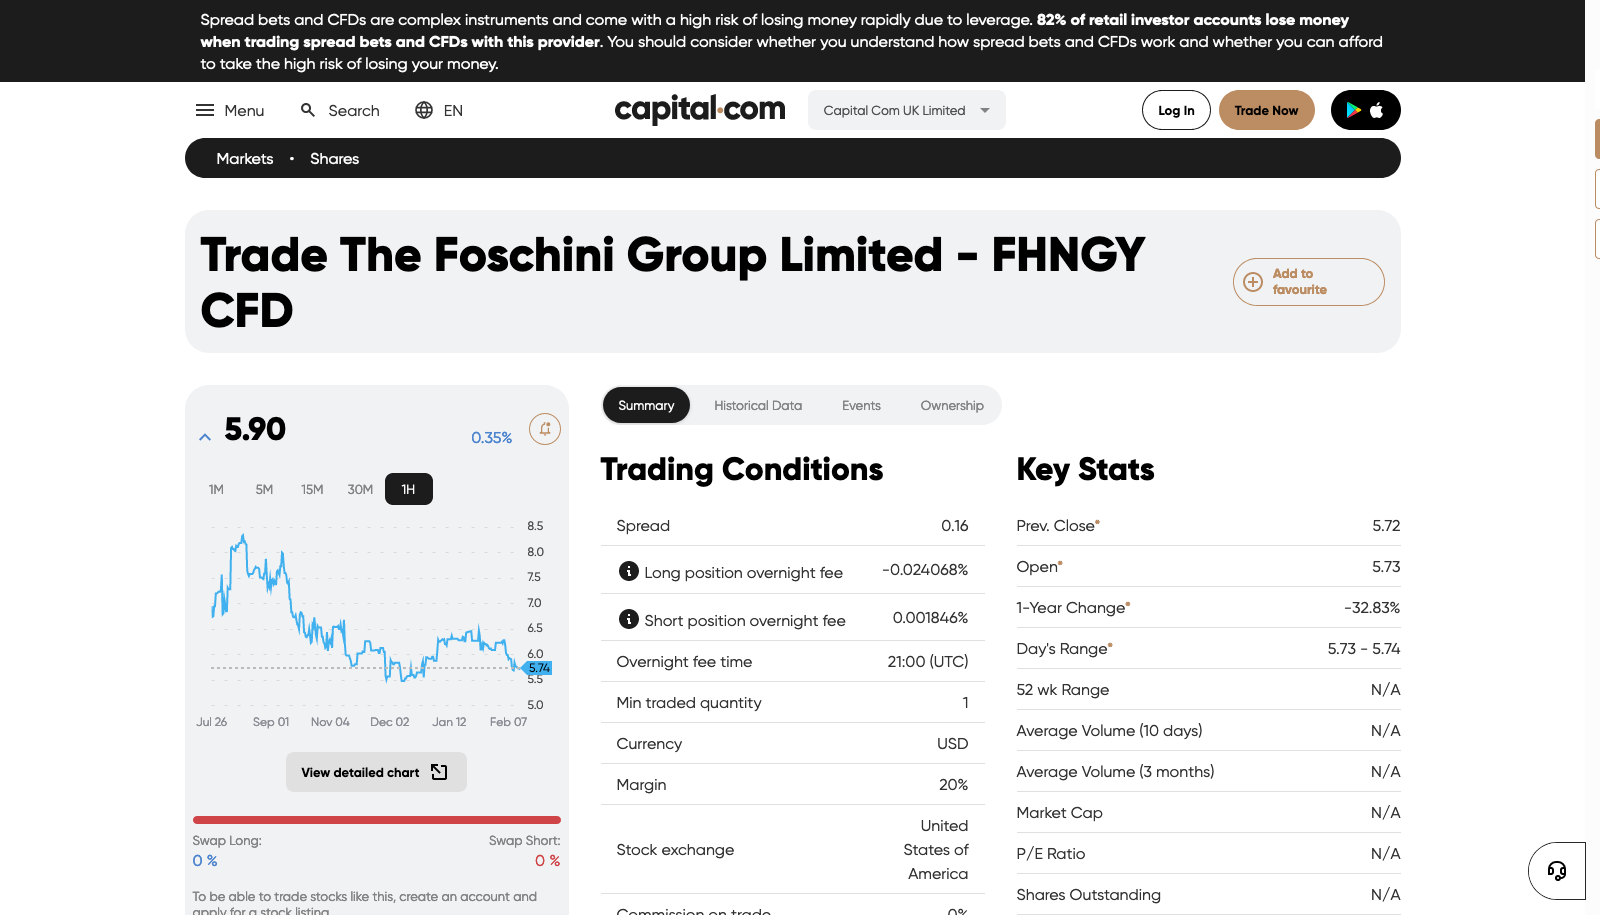 Spread bets and CFDs are complex instruments and come with a high risk of losing money rapidly due to leverage. 82% of retail investor accounts lose money
when trading spread bets and CFDs with this provider. You should consider whether you understand how spread bets and CFDs work and whether you can afford
to take the high risk of losing your money.
Menu Search EN capital.com Capital Com UK Limited Log In Trade Now
Markets • Shares
Trade The Foschini Group Limited - FHNGY
CFD
Add to
favourite
5.90 0.35%
1M 5M 15M 30M 1H
8.5
8.0
7.5
7.0
6.5
6.0
5.74
5.5
5.0
Jul 26 Sep 01 Nov 04 Dec 02 Jan 12 Feb 07
View detailed chart
Swap Long: Swap Short:
0 % 0 %
To be able to trade stocks like this, create an account and
apply for a stock listing
Summary Historical Data Events Ownership
Trading Conditions
Spread 0.16
Long position overnight fee -0.024068%
Short position overnight fee 0.001846%
Overnight fee time 21:00 (UTC)
Min traded quantity 1
Currency USD
Margin 20%
Stock exchange United
States of
America
Commission on trade 0%
Key Stats
Prev. Close* 5.72
Open* 5.73
1-Year Change* -32.83%
Day's Range* 5.73 - 5.74
52 wk Range N/A
Average Volume (10 days) N/A
Average Volume (3 months) N/A
Market Cap N/A
P/E Ratio N/A
Shares Outstanding N/A